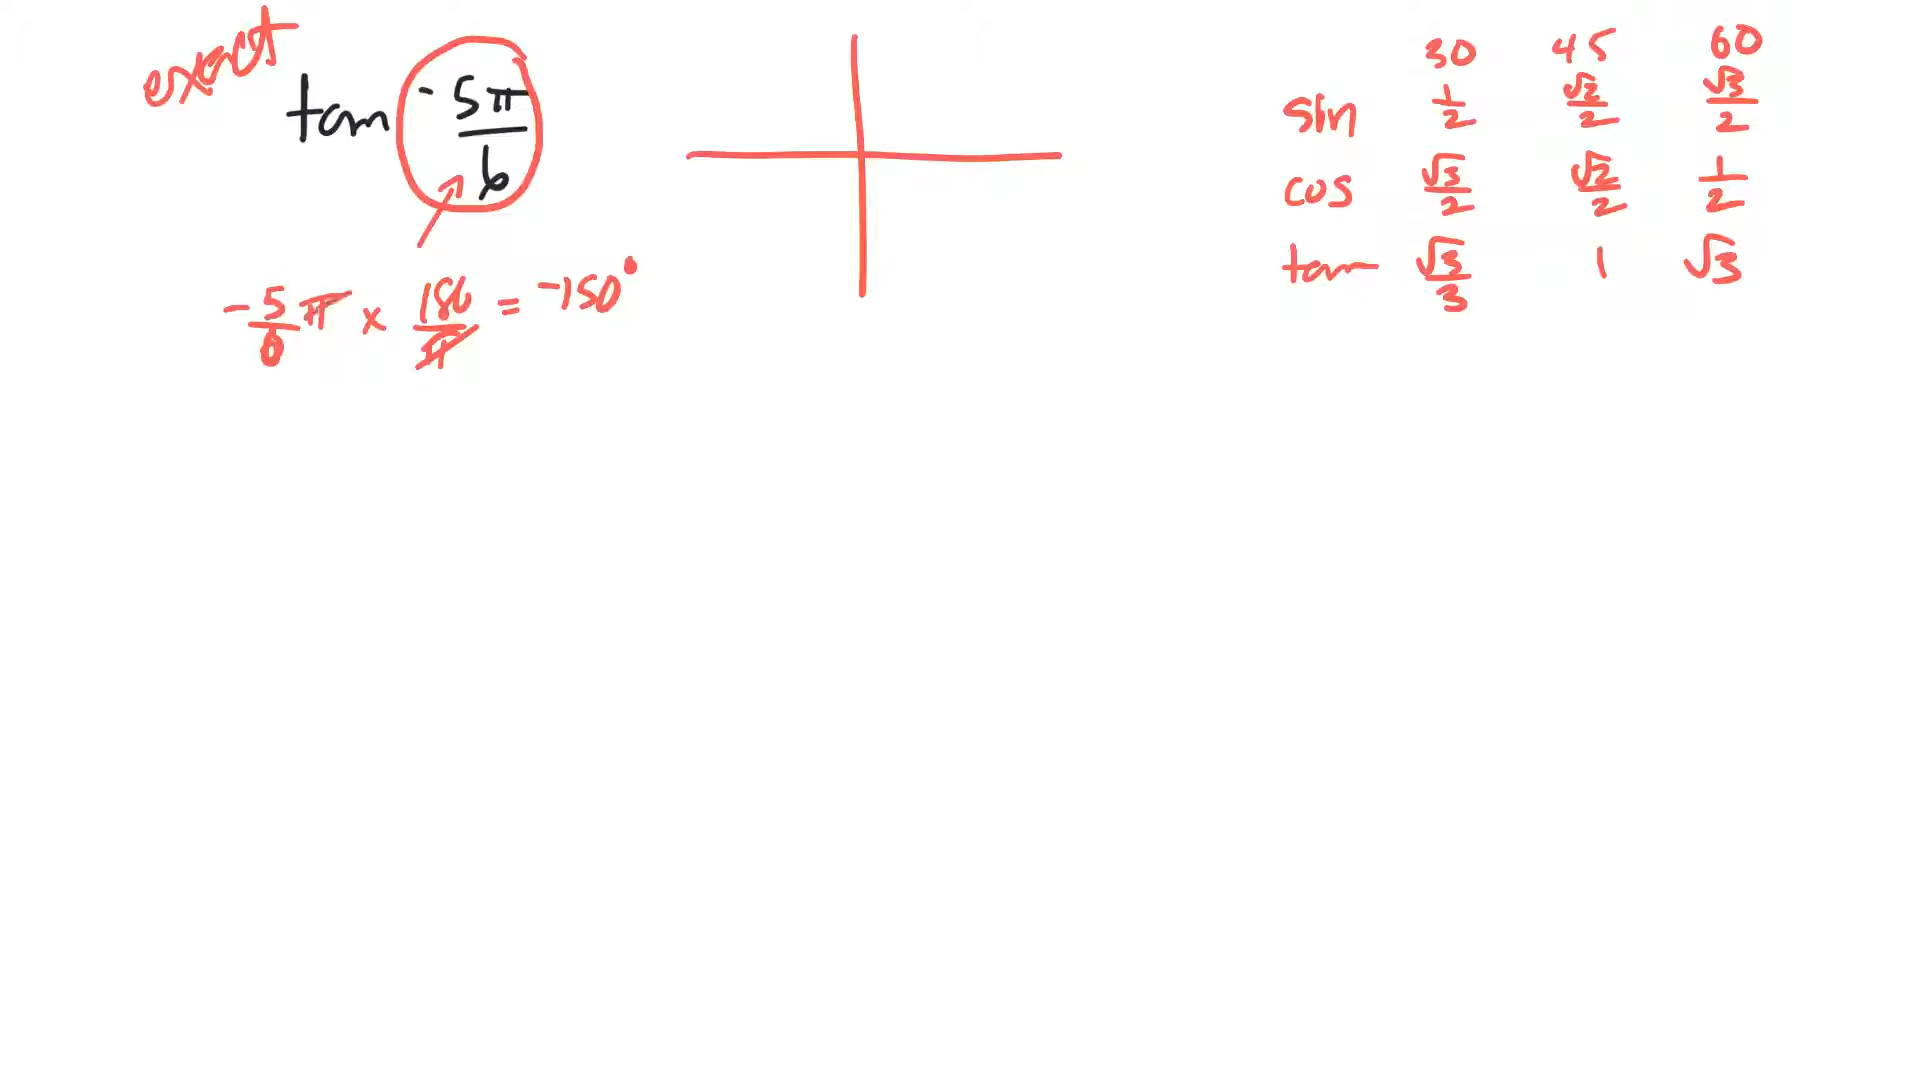 exact
tan -5π/6
-5/6 π × 180/π = -150°
30 45 60
sin 1/2 √2/2 √3/2
cos √3/2 √2/2 1/2
tan √3/3 1 √3